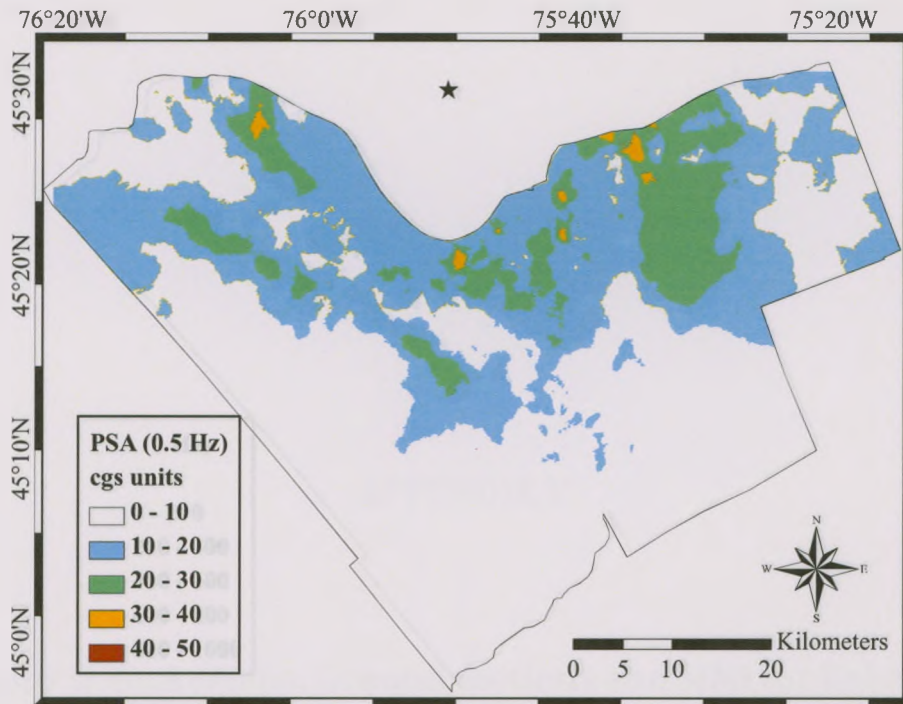 76°20'W 76°0'W 75°40'W 75°20'W
45°30'N
45°20'N
45°10'N
45°0'N
PSA (0.5 Hz)
cgs units
0 - 10
10 - 20
20 - 30
30 - 40
40 - 50
N
W E
S
Kilometers
0 5 10 20